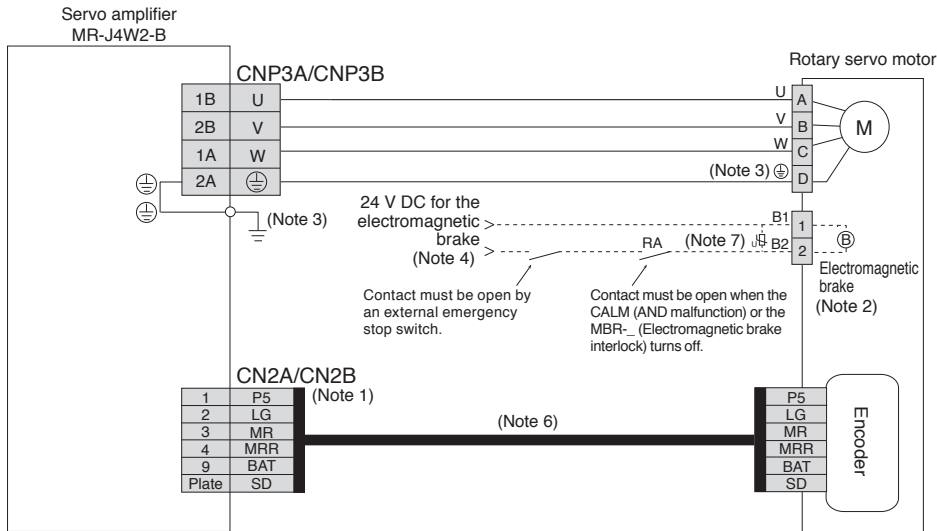 Servo amplifier
MR-J4W2-B
Rotary servo motor
CNP3A/CNP3B
1B U
2B V
1A W
2A
(Note 3)
U A
V B
W C
(Note 3) D
M
24 V DC for the
electromagnetic
brake
(Note 4)
RA
(Note 7)
U
B1 1
B2 2
B
Electromagnetic
brake
(Note 2)
Contact must be open by
an external emergency
stop switch.
Contact must be open when the
CALM (AND malfunction) or the
MBR-_ (Electromagnetic brake
interlock) turns off.
CN2A/CN2B
(Note 1)
1 P5
2 LG
3 MR
4 MRR
9 BAT
Plate SD
(Note 6)
P5
LG
MR
MRR
BAT
SD
Encoder